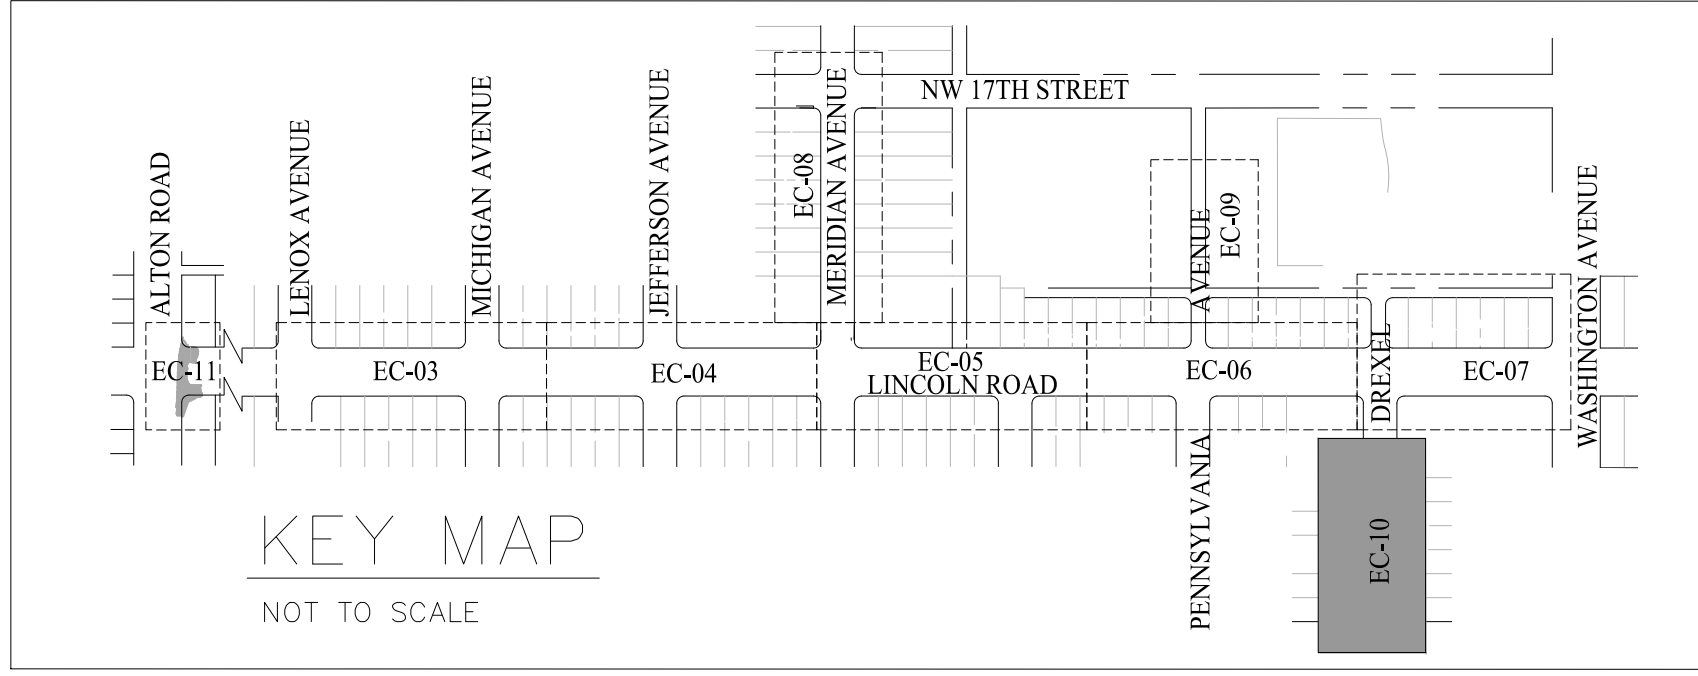 NW 17TH STREET
ALTON ROAD
LENOX AVENUE
MICHIGAN AVENUE
JEFFERSON AVENUE
EC-08
MERIDIAN AVENUE
AVENUE
EC-09
WASHINGTON AVENUE
EC-11
EC-03
EC-04
EC-05
LINCOLN ROAD
EC-06
DREXEL
EC-07
PENNSYLVANIA
EC-10
KEY MAP
NOT TO SCALE